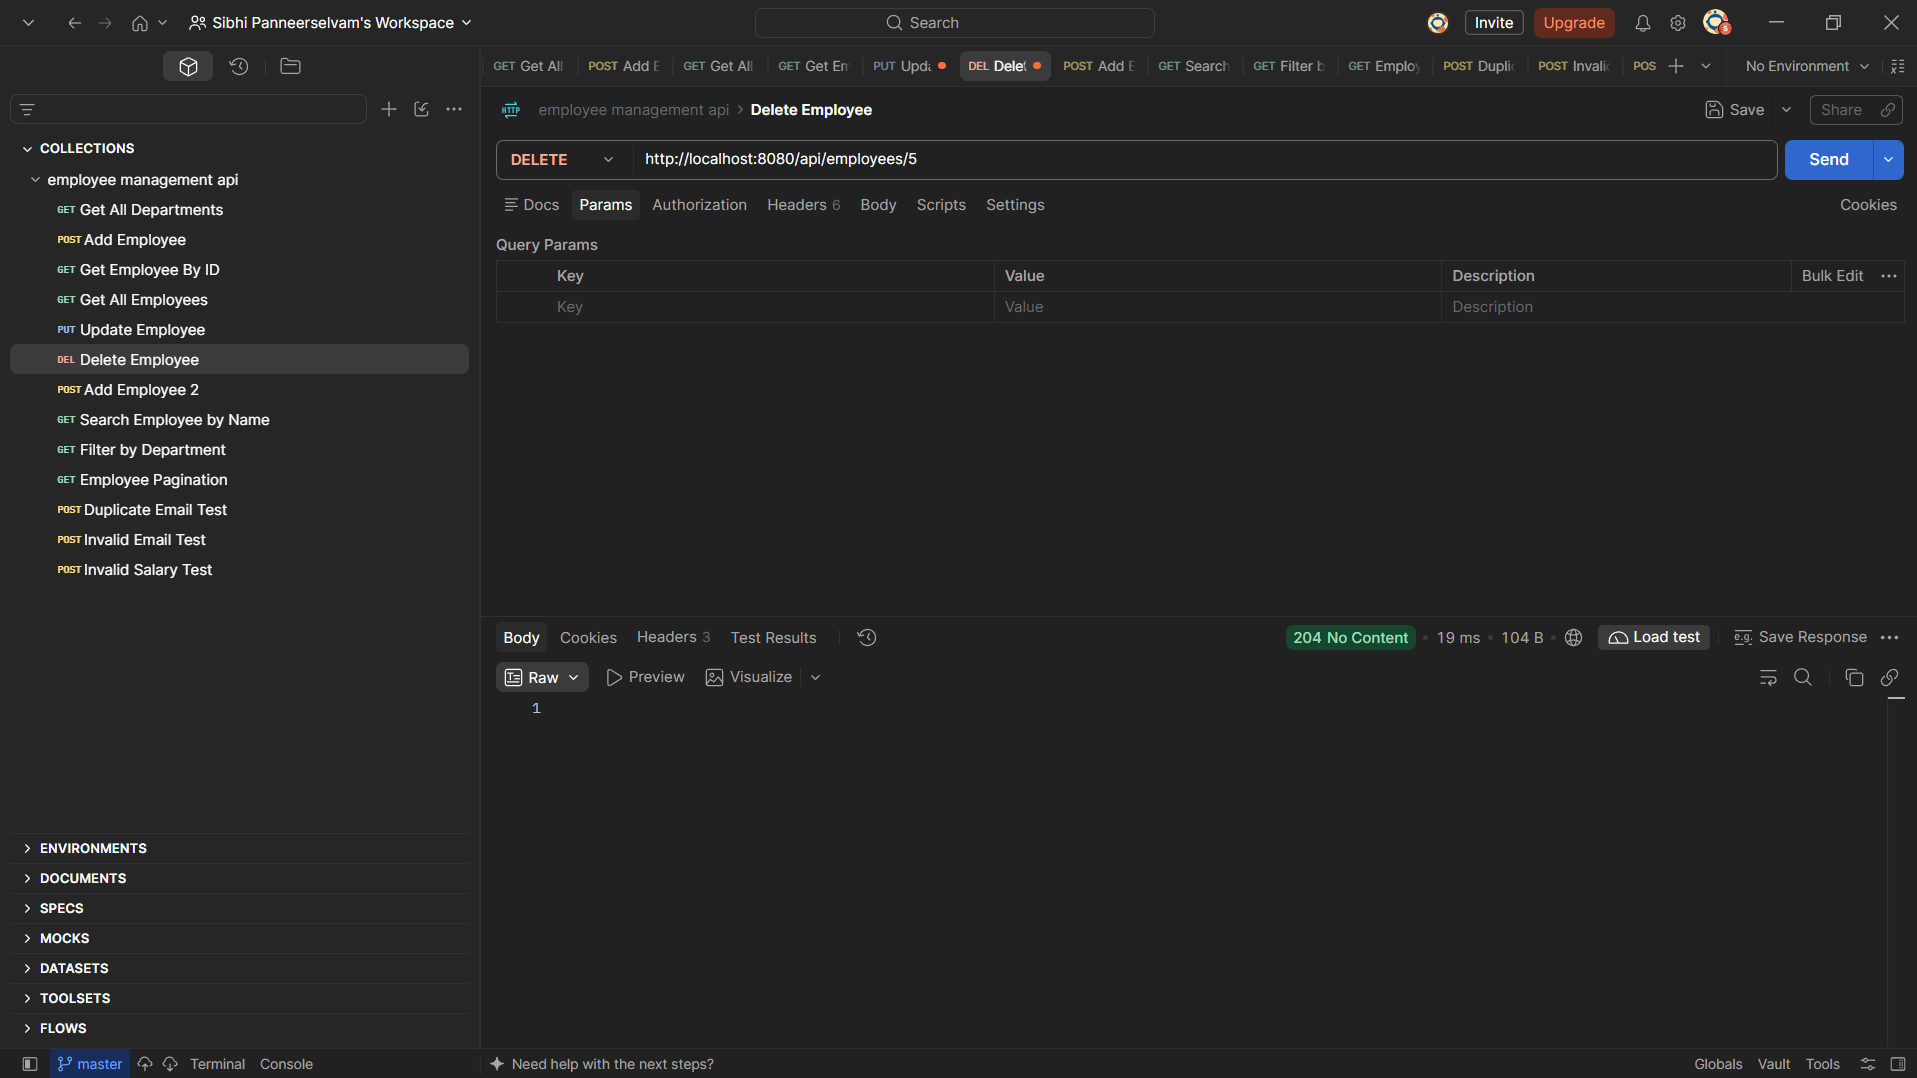 Sibhi Panneerselvam's Workspace
Search
Invite
Upgrade
5
GET Get All
POST Add E
GET Get All
GET Get Em
PUT Upda
DEL Delet
POST Add E
GET Search
GET Filter b
GET Employ
POST Duplic
POST Invalid
POS
No Environment
COLLECTIONS
employee management api
GET Get All Departments
POST Add Employee
GET Get Employee By ID
GET Get All Employees
PUT Update Employee
DEL Delete Employee
POST Add Employee 2
GET Search Employee by Name
GET Filter by Department
GET Employee Pagination
POST Duplicate Email Test
POST Invalid Email Test
POST Invalid Salary Test
ENVIRONMENTS
DOCUMENTS
SPECS
MOCKS
DATASETS
TOOLSETS
FLOWS
HTTP employee management api > Delete Employee
Save
Share
DELETE http://localhost:8080/api/employees/5
Send
Docs Params Authorization Headers 6 Body Scripts Settings
Cookies
Query Params
Key Value Description Bulk Edit
Key Value Description
Body Cookies Headers 3 Test Results
204 No Content • 19 ms • 104 B •
Load test
e.g. Save Response
Raw Preview Visualize
1
master Terminal Console
Need help with the next steps?
Globals Vault Tools